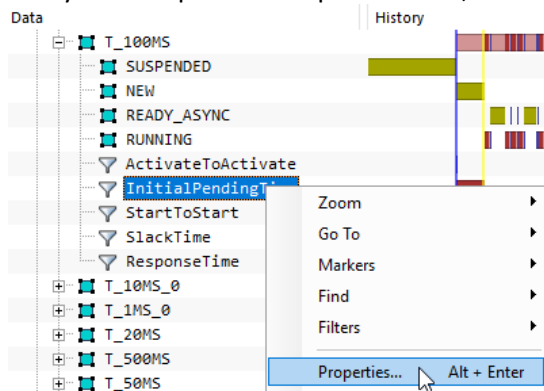 Data History
T_100MS
SUSPENDED
NEW
READY_ASYNC
RUNNING
ActivateToActivate
InitialPendingTi
StartToStart
SlackTime
ResponseTime
T_10MS_0
T_1MS_0
T_20MS
T_500MS
T_50MS
Zoom
Go To
Markers
Find
Filters
Properties... Alt + Enter